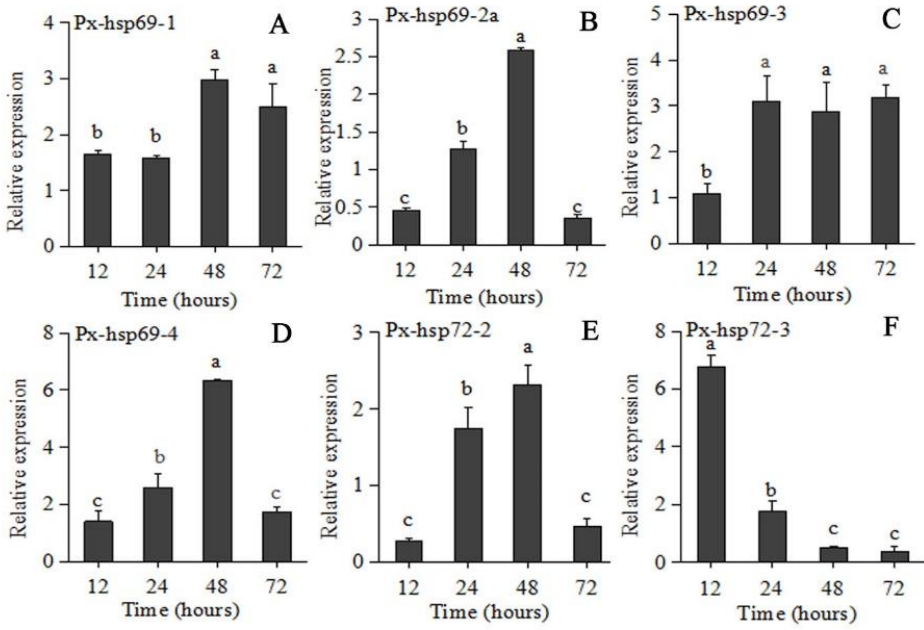 Px-hsp69-1
A
Relative expression
4
3
2
1
0
b
b
a
a
12 24 48 72
Time (hours)
Px-hsp69-2a
B
Relative expression
3
2.5
1.5
1
0.5
0
c
b
a
c
12 24 48 72
Time (hours)
Px-hsp69-3
C
Relative expression
5
4
3
2
1
0
b
a
a
a
12 24 48 72
Time (hours)
Px-hsp69-4
D
Relative expression
8
6
4
2
0
c
b
a
c
12 24 48 72
Time (hours)
Px-hsp72-2
E
Relative expression
3
2
1
0
c
b
a
c
12 24 48 72
Time (hours)
Px-hsp72-3
F
Relative expression
8
6
4
2
0
a
b
c
c
12 24 48 72
Time (hours)